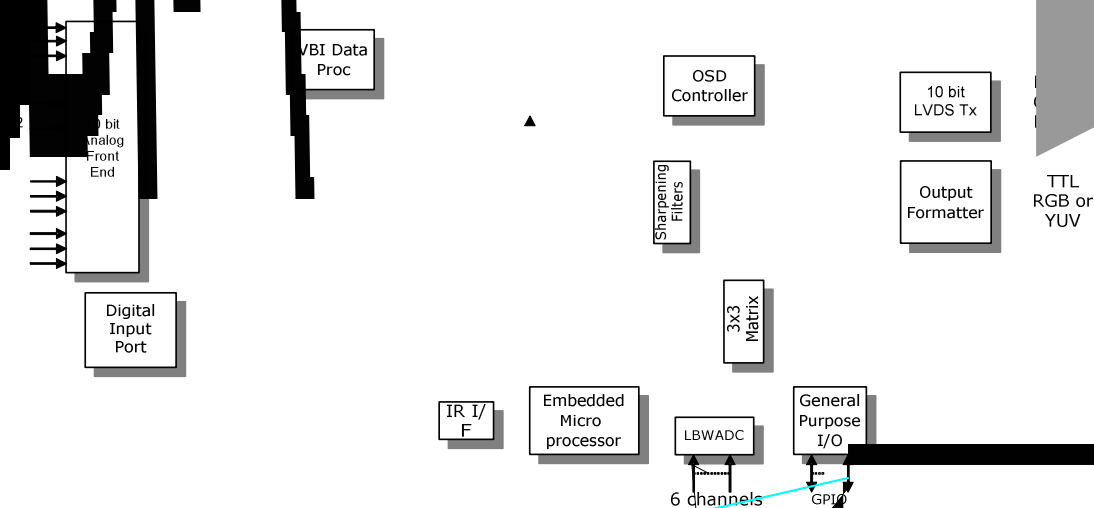 VBI Data
Proc
OSD
Controller
10 bit
LVDS Tx
bit
Analog
Front
End
Sharpening
Filters
Output
Formatter
TTL
RGB or
YUV
Digital
Input
Port
3x3
Matrix
IR I/
F
Embedded
Micro
processor
LBWADC
General
Purpose
I/O
6 channels
GPIO